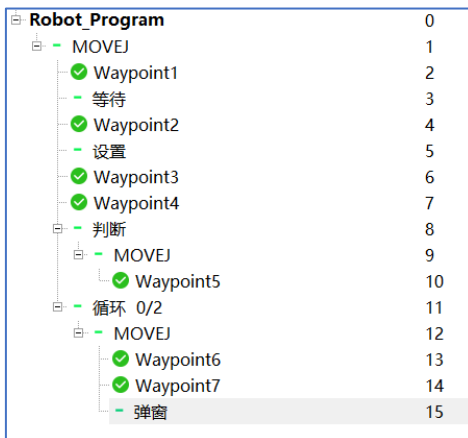 Robot_Program 0
MOVEJ 1
Waypoint1 2
等待 3
Waypoint2 4
设置 5
Waypoint3 6
Waypoint4 7
判断 8
MOVEJ 9
Waypoint5 10
循环 0/2 11
MOVEJ 12
Waypoint6 13
Waypoint7 14
弹窗 15